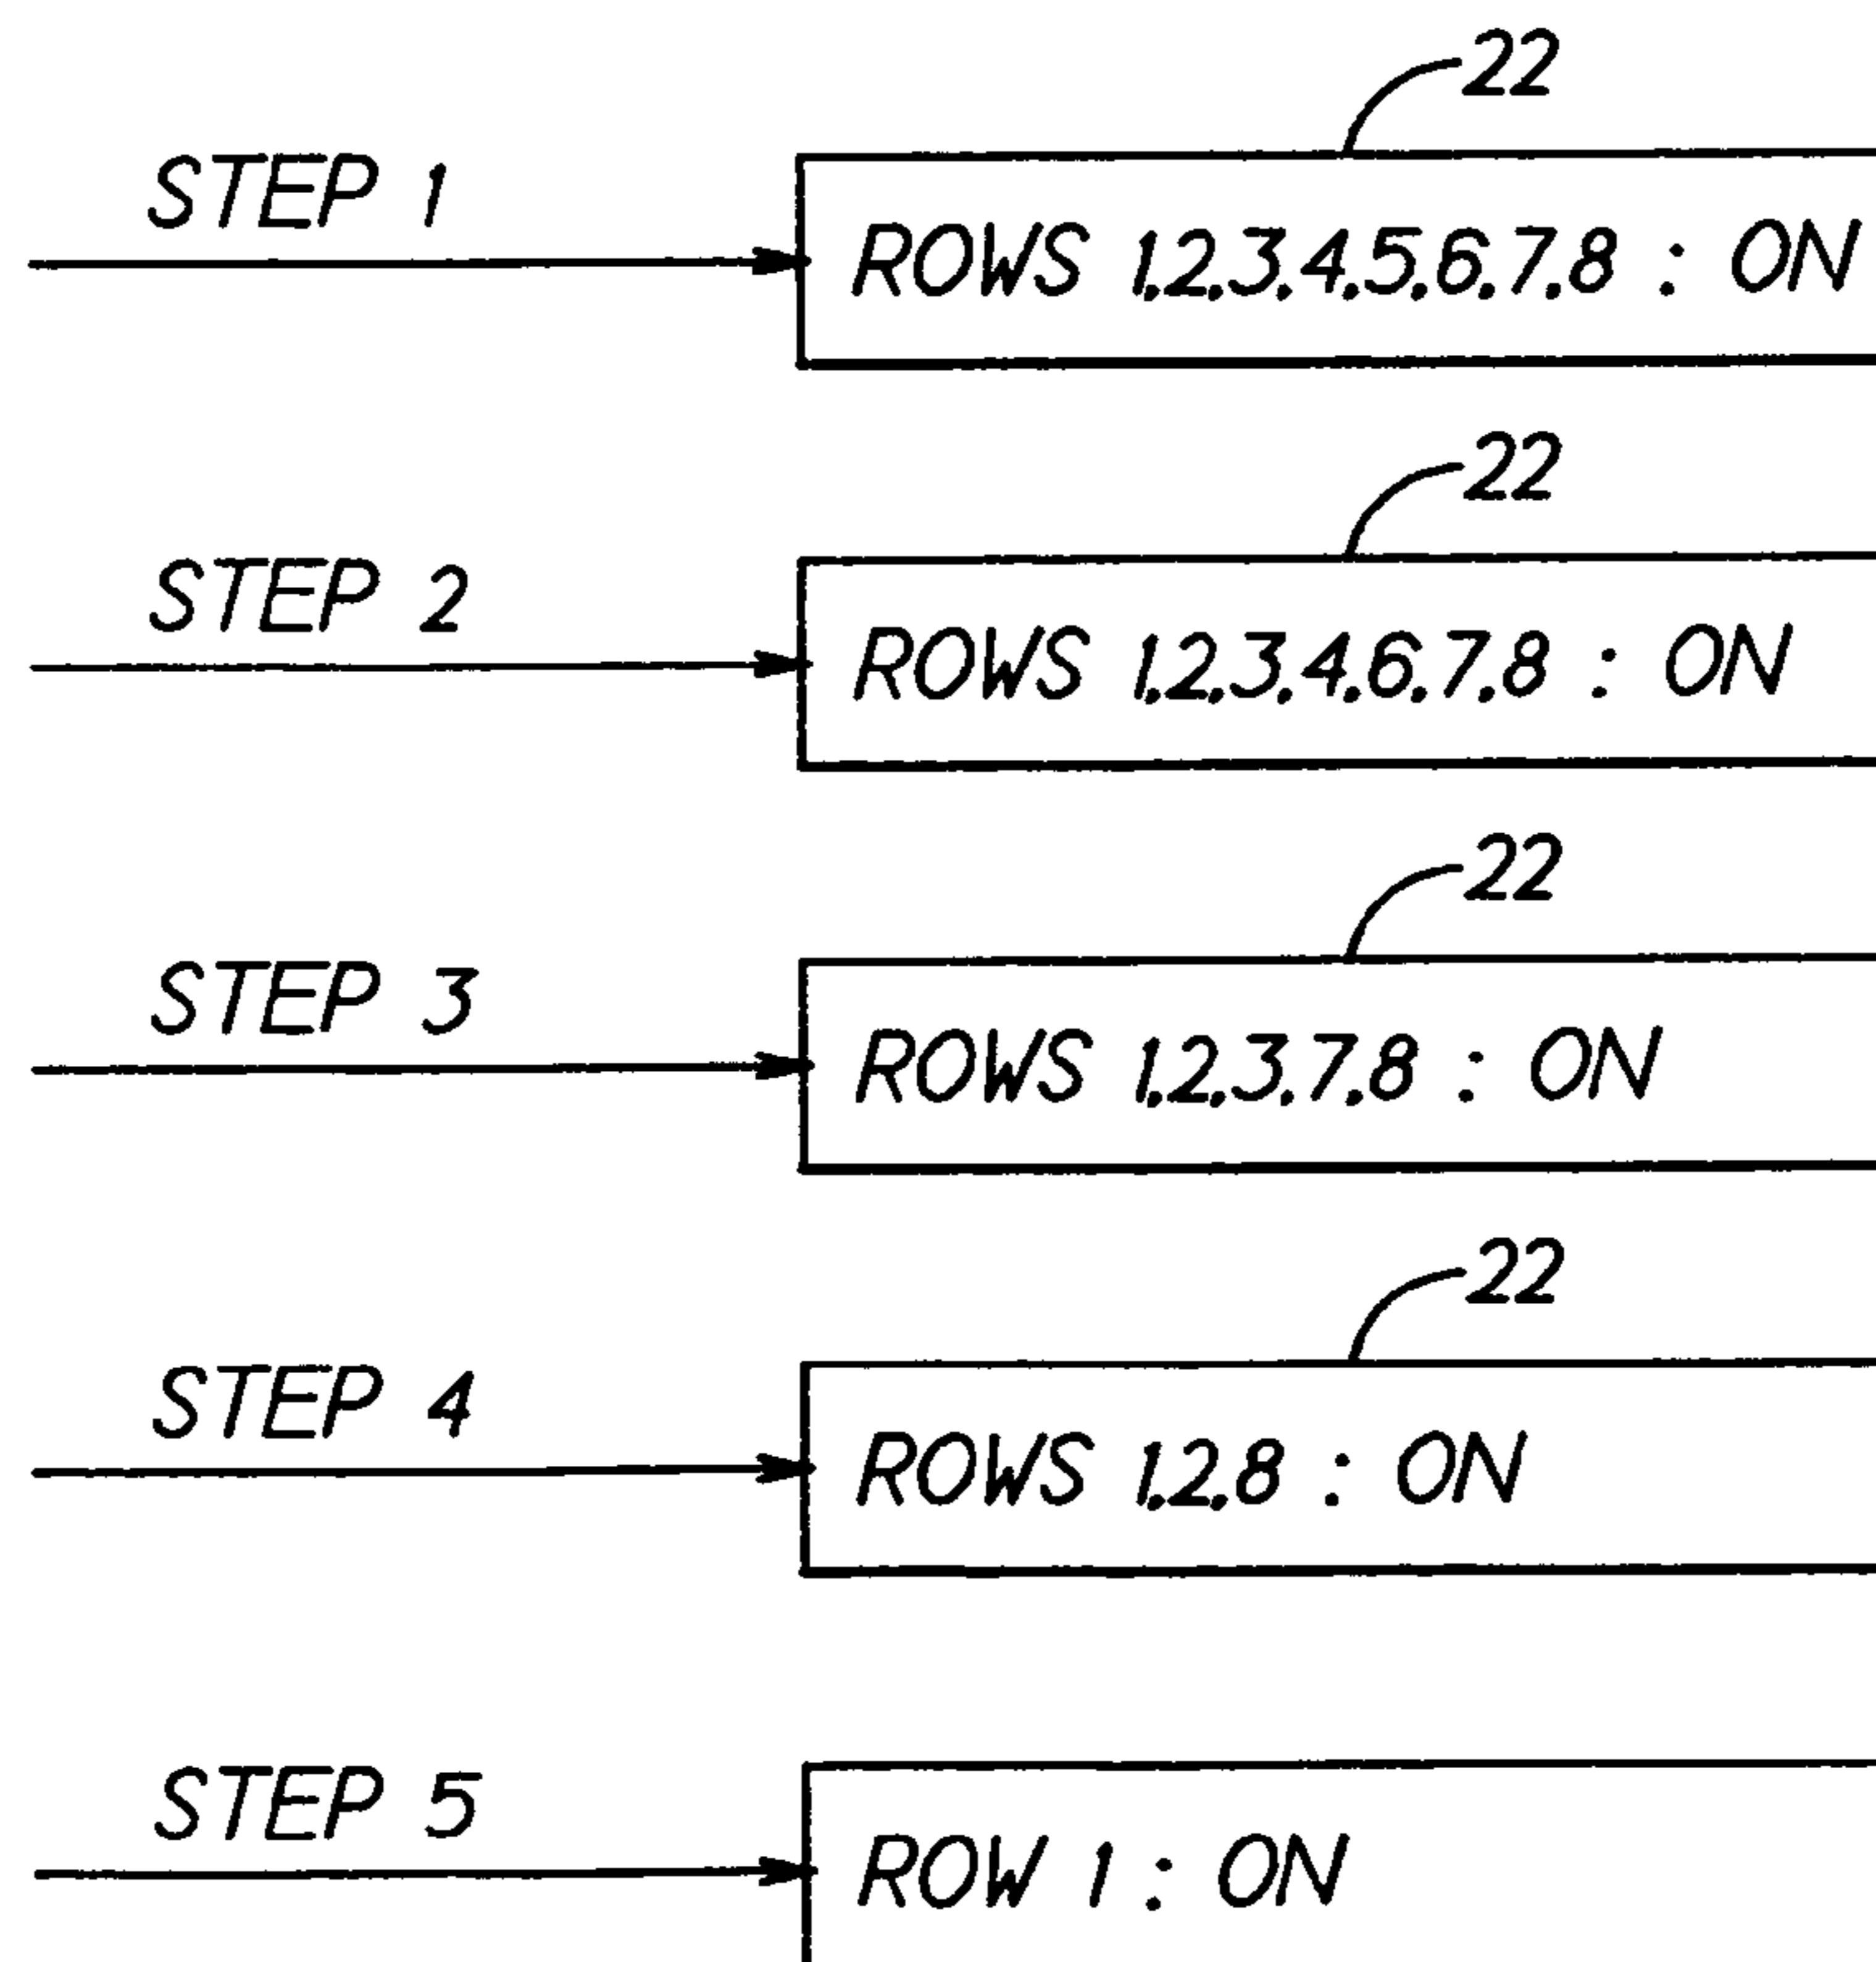 22
STEP 1
ROWS 1,2,3,4,5,6,7,8 : ON
22
STEP 2
ROWS 1,2,3,4,6,7,8 : ON
22
STEP 3
ROWS 1,2,3,7,8 : ON
22
STEP 4
ROWS 1,2,8 : ON
STEP 5
ROW 1 : ON